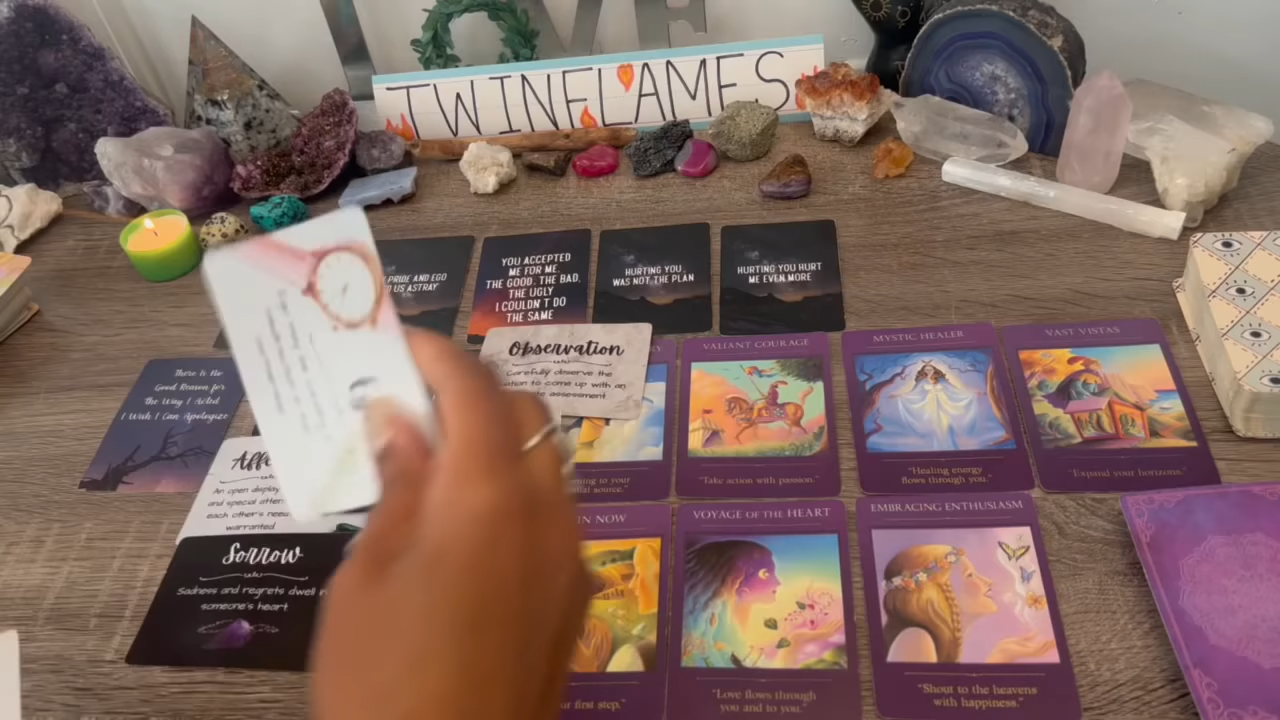 LOVE
TWINFLAMES
PRIDE AND EGO
US ASTRAY
YOU ACCEPTED
ME FOR ME.
THE GOOD, THE BAD,
THE UGLY
I COULDN'T DO
THE SAME
HURTING YOU
WAS NOT THE PLAN
HURTING YOU HURT
ME EVEN MORE
There Is No
Good Reason for
the Way I Acted
I Wish I Can Apologize
Observation
Carefully observe the
to come up with an
assessment
VALIANT COURAGE
"Take action with passion."
MYSTIC HEALER
"Healing energy
flows through you."
VAST VISTAS
"Expand your horizons."
An open display
and special
each other's need
warranted
Sorrow
Sadness and regrets dwell in
someone's heart
to your
source."
IN NOW
first step."
VOYAGE OF THE HEART
"Love flows through
you and to you."
EMBRACING ENTHUSIASM
"Shout to the heavens
with happiness."